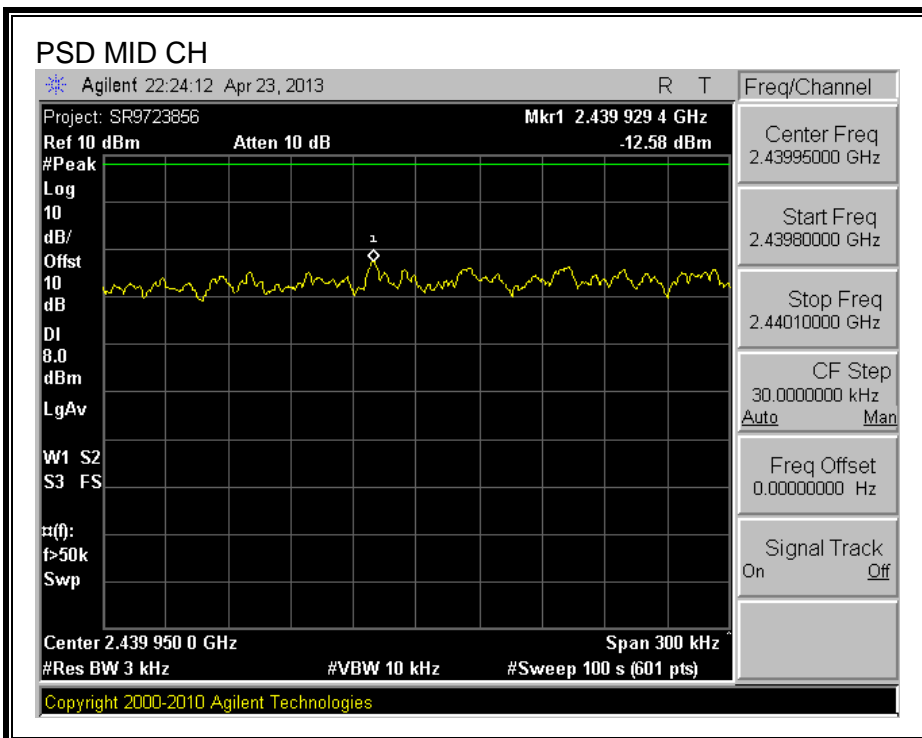 PSD MID CH
Agilent 22:24:12 Apr 23, 2013 R T
Project: SR9723856 Mkr1 2.439 929 4 GHz
Ref 10 dBm Atten 10 dB -12.58 dBm
#Peak
Log
10
dB/
Offst
10
dB
DI
8.0
dBm
LgAv
W1 S2
S3 FS
¤(f):
f>50k
Swp
1
Center 2.439 950 0 GHz Span 300 kHz ^
#Res BW 3 kHz #VBW 10 kHz #Sweep 100 s (601 pts)
Copyright 2000-2010 Agilent Technologies
Freq/Channel
Center Freq
2.43995000 GHz
Start Freq
2.43980000 GHz
Stop Freq
2.44010000 GHz
CF Step
30.0000000 kHz
Auto Man
Freq Offset
0.00000000 Hz
Signal Track
On Off